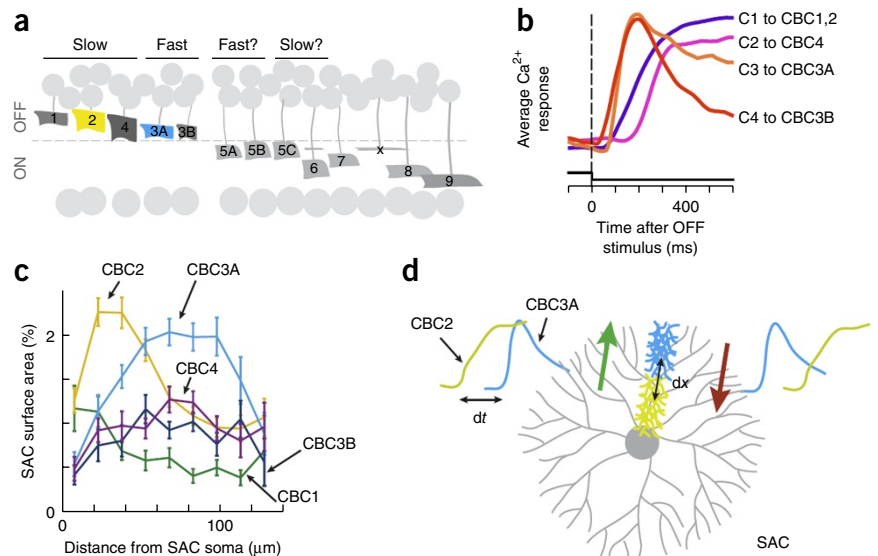 a
Slow
Fast
Fast?
Slow?
OFF
ON
1
2
4
3A
3B
5A
5B
5C
6
7
x
8
9
b
Average Ca2+
response
C1 to CBC1,2
C2 to CBC4
C3 to CBC3A
C4 to CBC3B
0
400
Time after OFF
stimulus (ms)
c
CBC2
CBC3A
CBC4
CBC3B
CBC1
SAC surface area (%)
2
0
0
100
Distance from SAC soma (μm)
d
CBC2
CBC3A
dt
dx
SAC